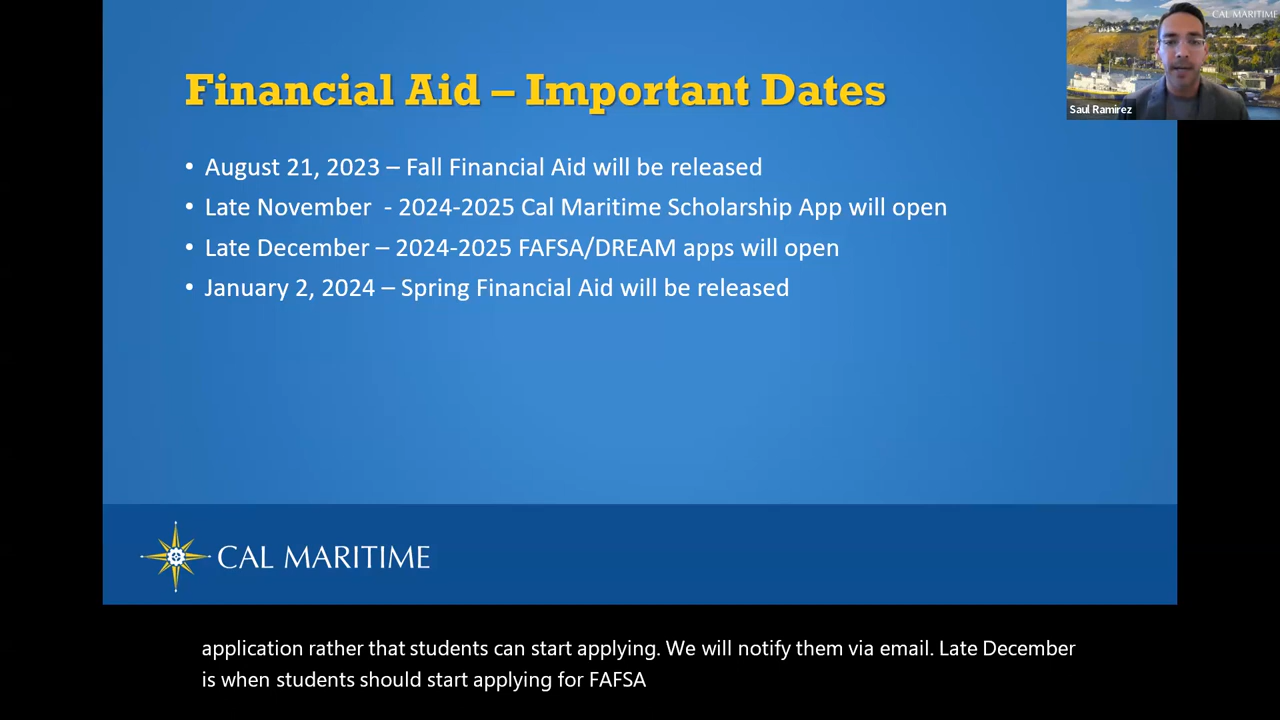 CAL MARITIME
Saul Ramirez
Financial Aid – Important Dates
• August 21, 2023 – Fall Financial Aid will be released
• Late November  - 2024-2025 Cal Maritime Scholarship App will open
• Late December – 2024-2025 FAFSA/DREAM apps will open
• January 2, 2024 – Spring Financial Aid will be released
CAL MARITIME
application rather that students can start applying. We will notify them via email. Late December
is when students should start applying for FAFSA